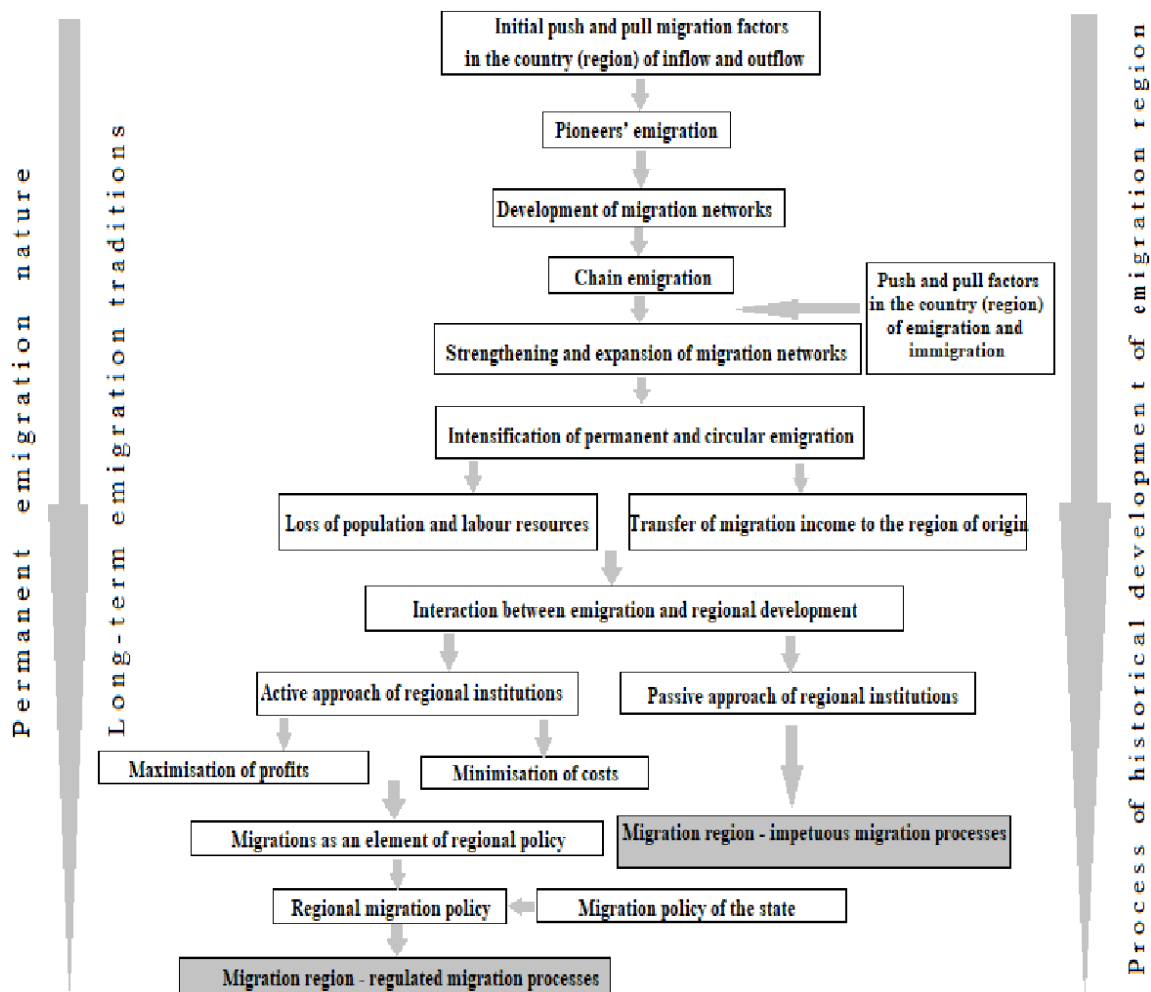 Initial push and pull migration factors
in the country (region) of inflow and outflow
Pioneers' emigration
Development of migration networks
Chain emigration
Push and pull factors
in the country (region)
of emigration and
immigration
Strengthening and expansion of migration networks
Intensification of permanent and circular emigration
Loss of population and labour resources
Transfer of migration income to the region of origin
Interaction between emigration and regional development
Active approach of regional institutions
Passive approach of regional institutions
Maximisation of profits
Minimisation of costs
Migrations as an element of regional policy
Migration region - impetuous migration processes
Regional migration policy
Migration policy of the state
Migration region - regulated migration processes
Permanent emigration nature
Long-term emigration traditions
Process of historical development of emigration region